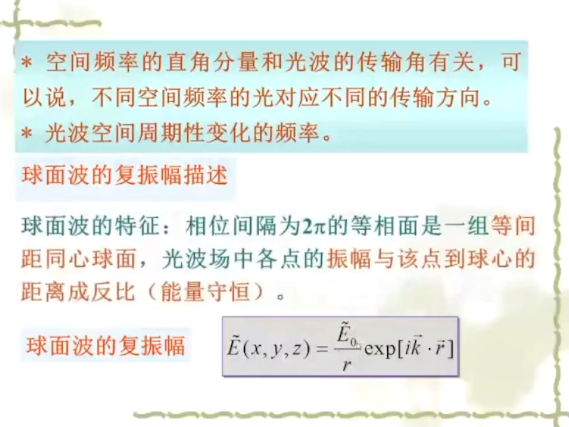 * 空间频率的直角分量和光波的传输角有关，可
以说，不同空间频率的光对应不同的传输方向。
* 光波空间周期性变化的频率。
球面波的复振幅描述
球面波的特征：相位间隔为2π的等相面是一组等间
距同心球面，光波场中各点的振幅与该点到球心的
距离成反比（能量守恒）。
球面波的复振幅 $\tilde{E}(x,y,z)=\frac{\tilde{E}_0}{r}\exp[i\vec{k}\cdot\vec{r}]$